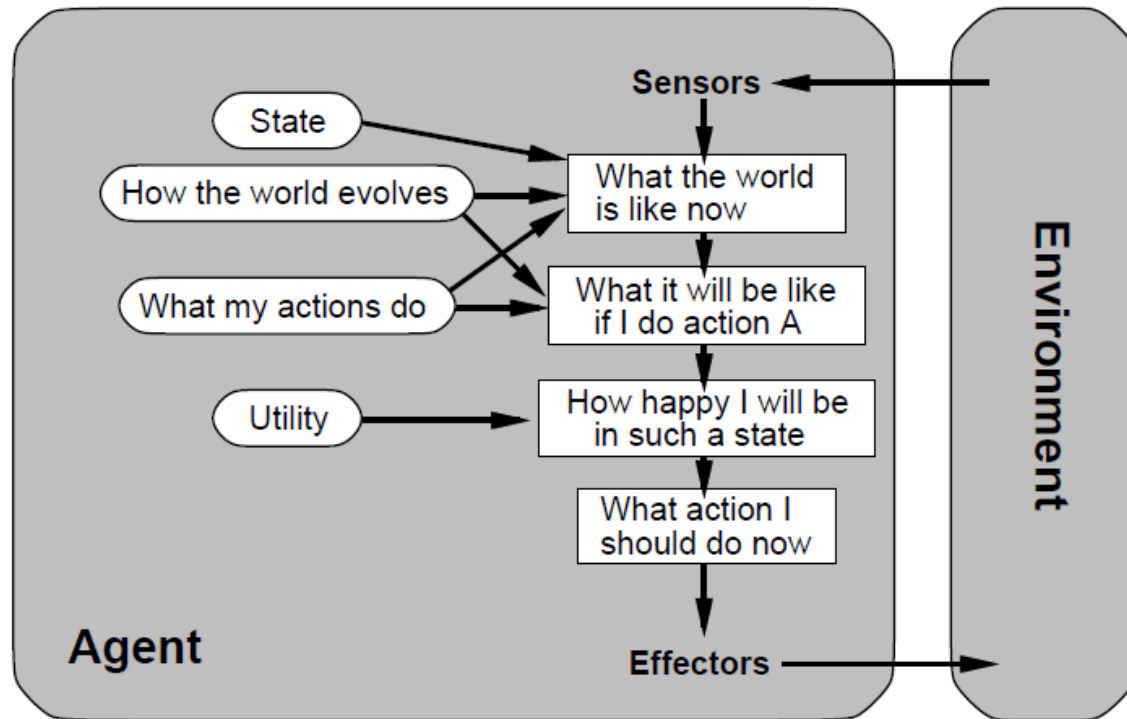 Sensors
State
What the world
is like now
How the world evolves
What it will be like
if I do action A
What my actions do
How happy I will be
in such a state
Utility
What action I
should do now
Agent
Effectors
Environment